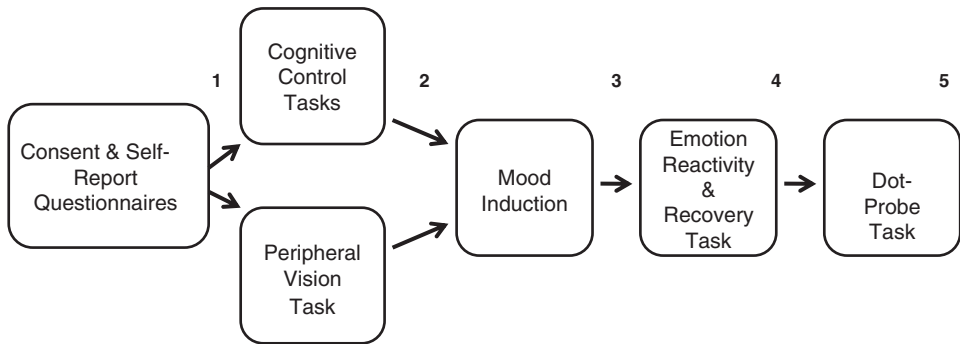 1
2
3
4
5
Consent & Self-
Report
Questionnaires
Cognitive
Control
Tasks
Peripheral
Vision
Task
Mood
Induction
Emotion
Reactivity
&
Recovery
Task
Dot-
Probe
Task